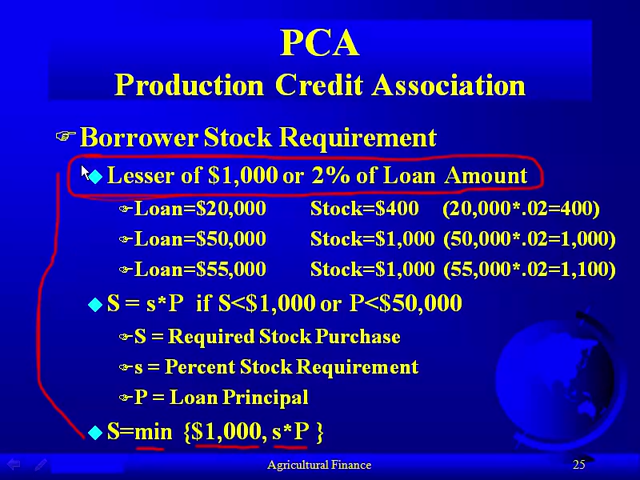 PCA
Production Credit Association
Borrower Stock Requirement
Lesser of $1,000 or 2% of Loan Amount
Loan=$20,000 Stock=$400 (20,000*.02=400)
Loan=$50,000 Stock=$1,000 (50,000*.02=1,000)
Loan=$55,000 Stock=$1,000 (55,000*.02=1,100)
S = s*P if S<$1,000 or P<$50,000
S = Required Stock Purchase
s = Percent Stock Requirement
P = Loan Principal
S=min {$1,000, s*P }
Agricultural Finance 25